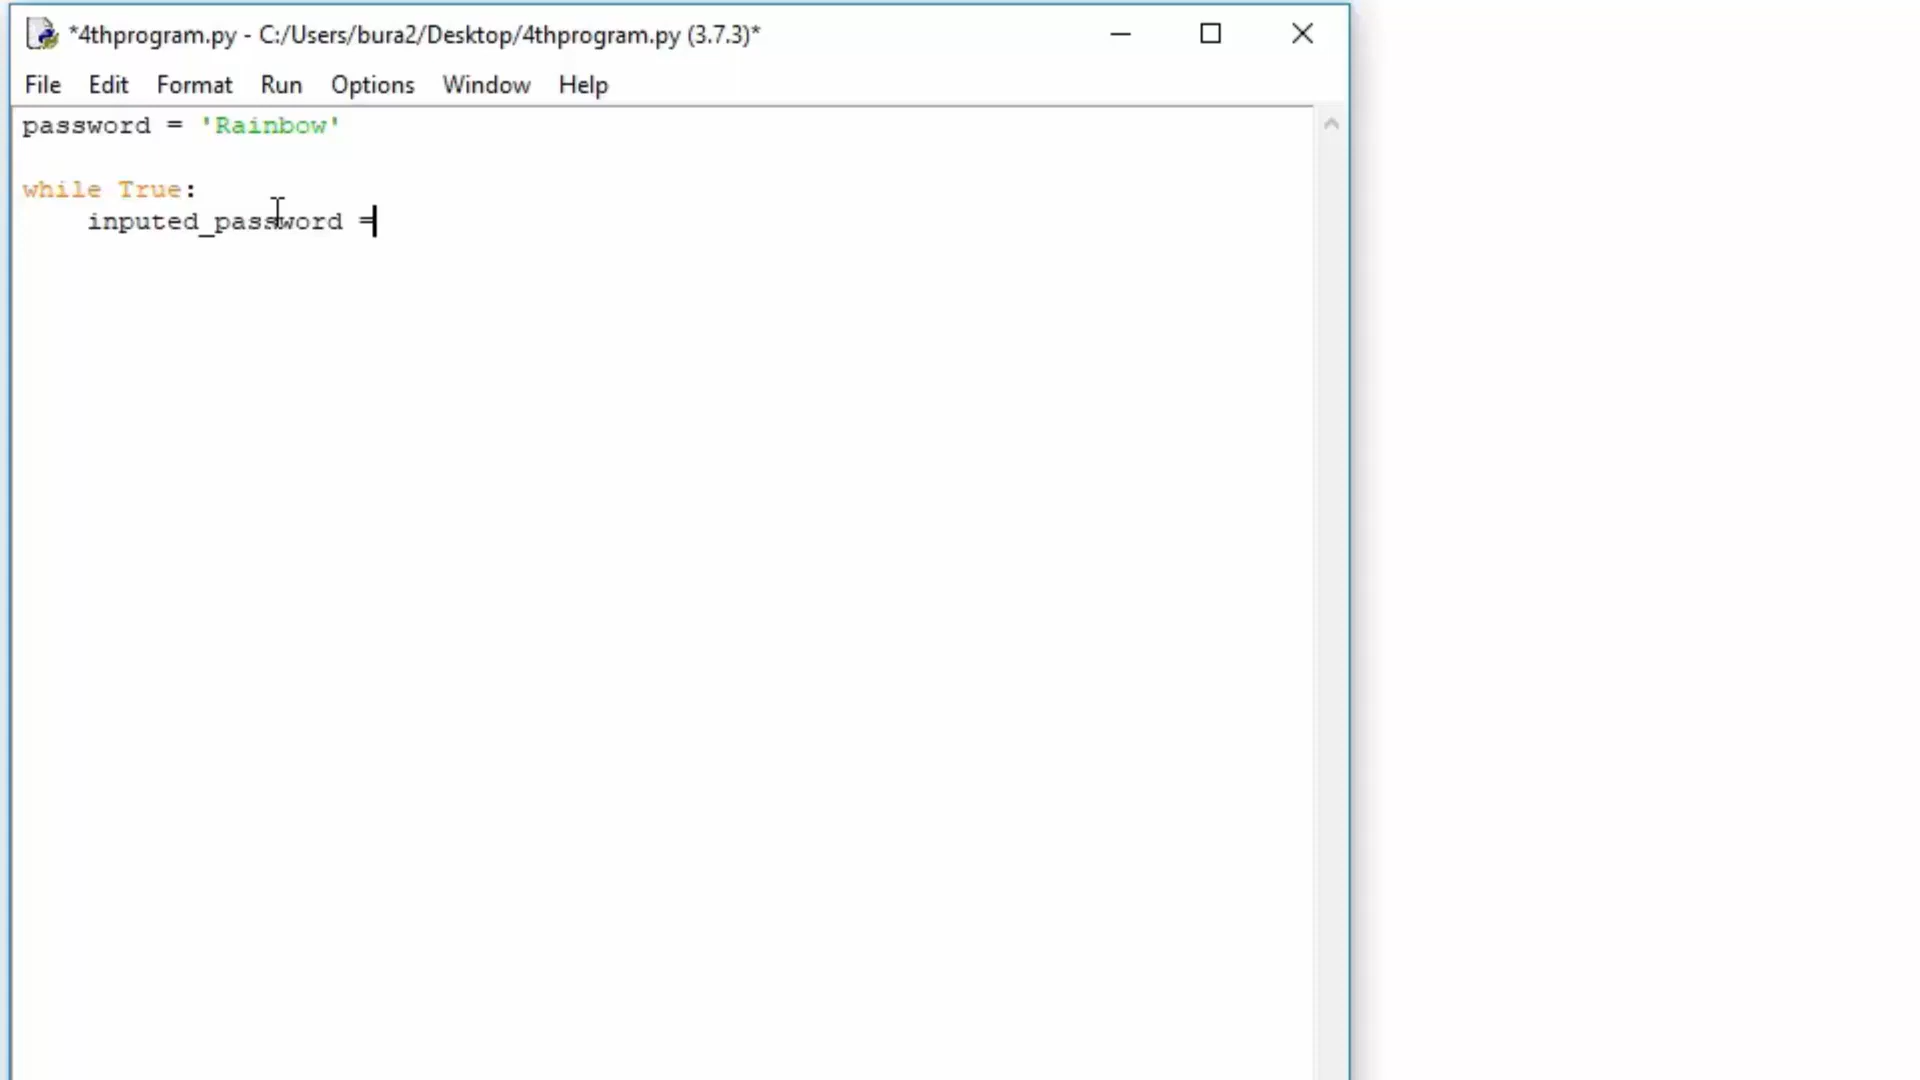 *4thprogram.py - C:/Users/bura2/Desktop/4thprogram.py (3.7.3)*
File Edit Format Run Options Window Help
password = 'Rainbow'
while True:
    inputed_password =